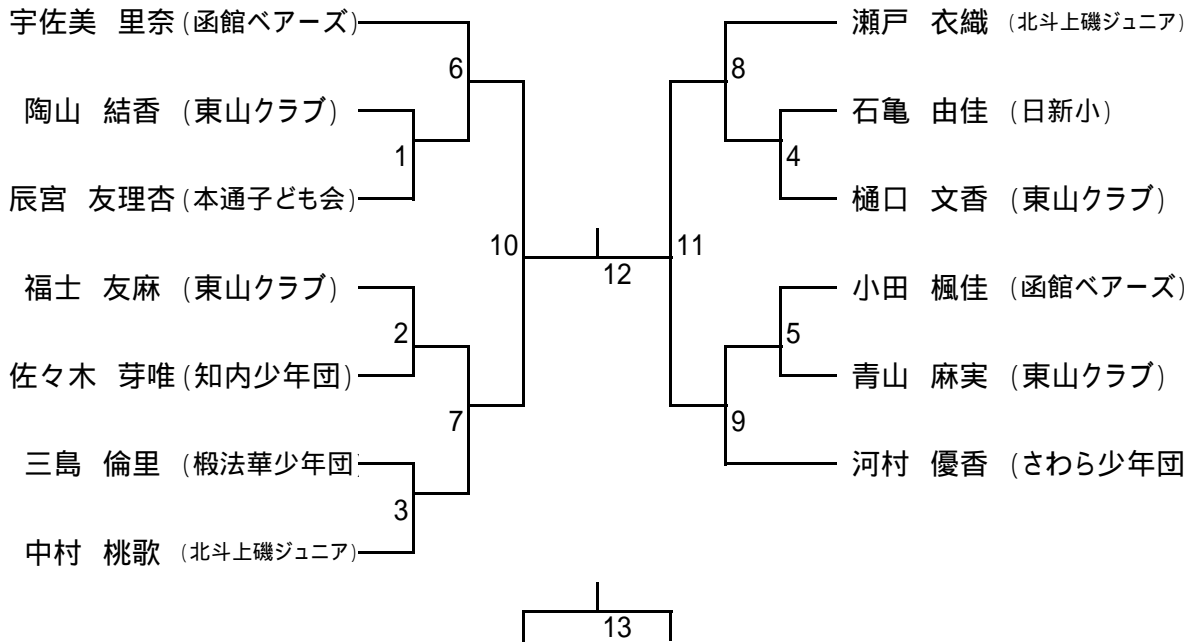 宇佐美 里奈(函館ベアーズ)
6
陶山 結香 (東山クラブ)
1
辰宮 友理杏(本通子ども会)
10
福士 友麻 (東山クラブ)
2
佐々木 芽唯(知内少年団)
7
三島 倫里 (椴法華少年団)
3
中村 桃歌 (北斗上磯ジュニア)
12
13
瀬戸 衣織 (北斗上磯ジュニア)
8
石亀 由佳 (日新小)
4
樋口 文香 (東山クラブ)
11
小田 楓佳 (函館ベアーズ)
5
青山 麻実 (東山クラブ)
9
河村 優香 (さわら少年団